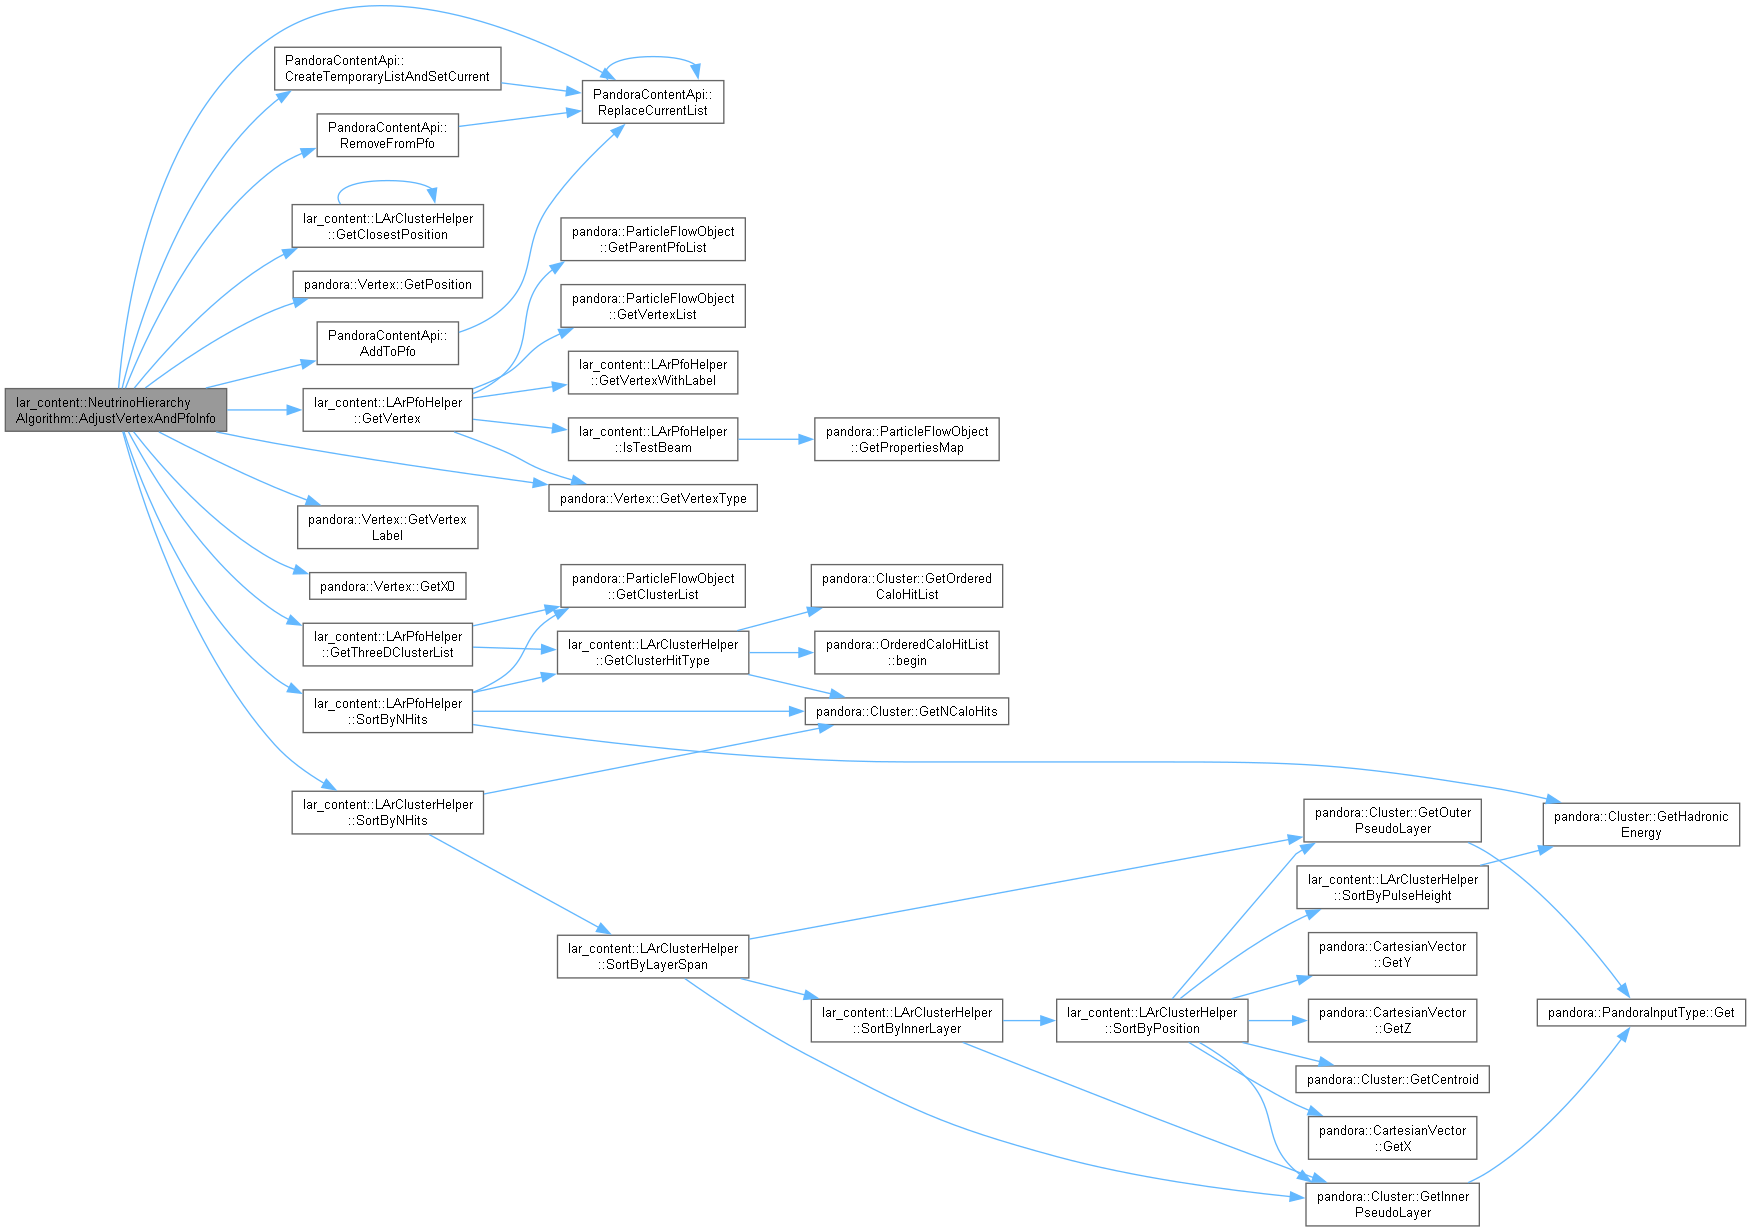 PandoraContentApi::
CreateTemporaryListAndSetCurrent
PandoraContentApi::
ReplaceCurrentList
PandoraContentApi::
RemoveFromPfo
lar_content::LArClusterHelper
::GetClosestPosition
pandora::ParticleFlowObject
::GetParentPfoList
pandora::Vertex::GetPosition
pandora::ParticleFlowObject
::GetVertexList
PandoraContentApi::
AddToPfo
lar_content::LArPfoHelper
::GetVertexWithLabel
lar_content::NeutrinoHierarchy
Algorithm::AdjustVertexAndPfoInfo
lar_content::LArPfoHelper
::GetVertex
lar_content::LArPfoHelper
::IsTestBeam
pandora::ParticleFlowObject
::GetPropertiesMap
pandora::Vertex::GetVertexType
pandora::Vertex::GetVertex
Label
pandora::Vertex::GetX0
pandora::ParticleFlowObject
::GetClusterList
pandora::Cluster::GetOrdered
CaloHitList
lar_content::LArPfoHelper
::GetThreeDClusterList
lar_content::LArClusterHelper
::GetClusterHitType
pandora::OrderedCaloHitList
::begin
lar_content::LArPfoHelper
::SortByNHits
pandora::Cluster::GetNCaloHits
lar_content::LArClusterHelper
::SortByNHits
pandora::Cluster::GetOuter
PseudoLayer
pandora::Cluster::GetHadronic
Energy
lar_content::LArClusterHelper
::SortByPulseHeight
lar_content::LArClusterHelper
::SortByLayerSpan
pandora::CartesianVector
::GetY
lar_content::LArClusterHelper
::SortByInnerLayer
lar_content::LArClusterHelper
::SortByPosition
pandora::CartesianVector
::GetZ
pandora::PandoraInputType::Get
pandora::Cluster::GetCentroid
pandora::CartesianVector
::GetX
pandora::Cluster::GetInner
PseudoLayer